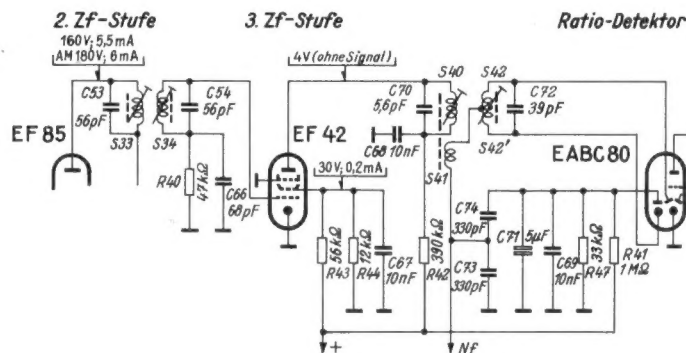 2. Zf-Stufe
3. Zf-Stufe
Ratio-Detektor
160V; 5,5mA
AM 180V; 6mA
4V (ohne Signal)
S40
S42
C53
56pF
C54
56pF
C70
5,6pF
C72
39pF
EF 85
S33
S34
EF 42
C68
10nF
S42'
EABC80
30V; 0,2mA
S41
R40
47kΩ
C66
68pF
C74
330pF
C71
5µF
56kΩ
R43
12kΩ
R44
C67
10nF
390kΩ
R42
C73
330pF
C69
10nF
33kΩ
R47
R41
1MΩ
+
Nf